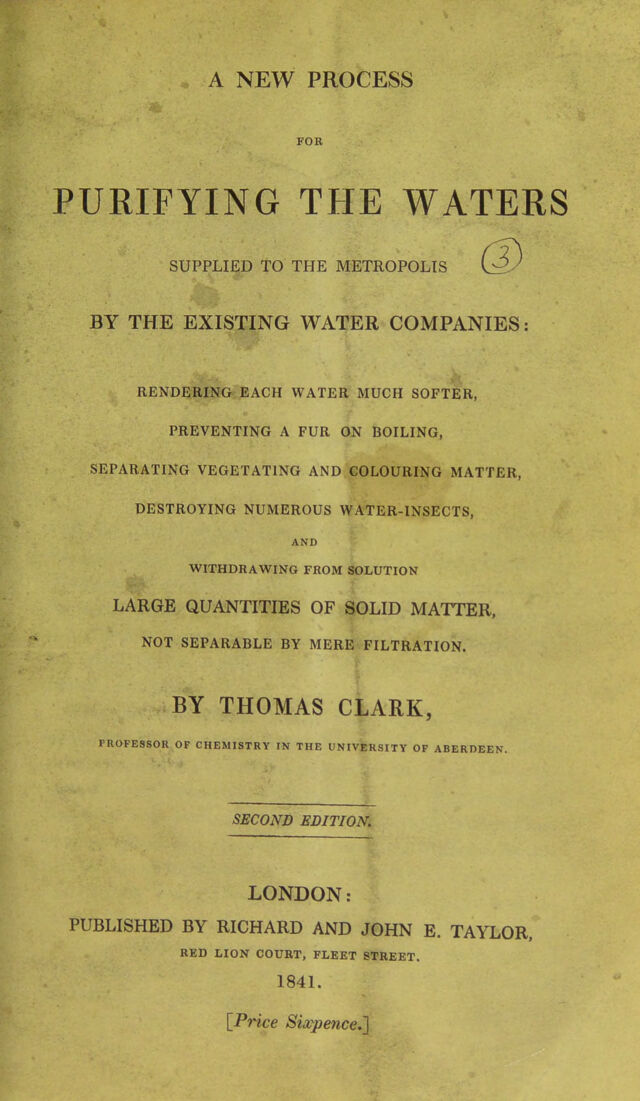 A NEW PROCESS
FOR
PURIFYING THE WATERS
SUPPLIED TO THE METROPOLIS
3
BY THE EXISTING WATER COMPANIES:
RENDERING EACH WATER MUCH SOFTER,
PREVENTING A FUR ON BOILING,
SEPARATING VEGETATING AND COLOURING MATTER,
DESTROYING NUMEROUS WATER-INSECTS,
AND
WITHDRAWING FROM SOLUTION
LARGE QUANTITIES OF SOLID MATTER,
NOT SEPARABLE BY MERE FILTRATION.
BY THOMAS CLARK,
PROFESSOR OF CHEMISTRY IN THE UNIVERSITY OF ABERDEEN.
SECOND EDITION.
LONDON:
PUBLISHED BY RICHARD AND JOHN E. TAYLOR,
RED LION COURT, FLEET STREET.
1841.
[Price Sixpence.]